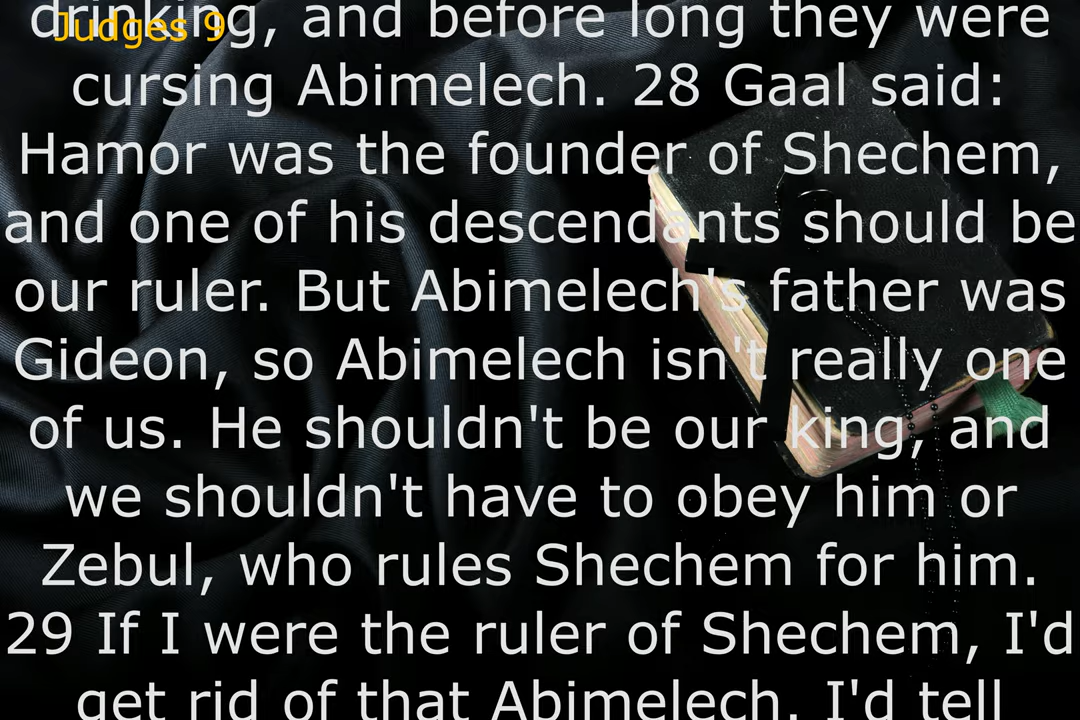 Judges 9
drinking, and before long they were
cursing Abimelech. 28 Gaal said:
Hamor was the founder of Shechem,
and one of his descendants should be
our ruler. But Abimelech's father was
Gideon, so Abimelech isn't really one
of us. He shouldn't be our king, and
we shouldn't have to obey him or
Zebul, who rules Shechem for him.
29 If I were the ruler of Shechem, I'd
get rid of that Abimelech. I'd tell